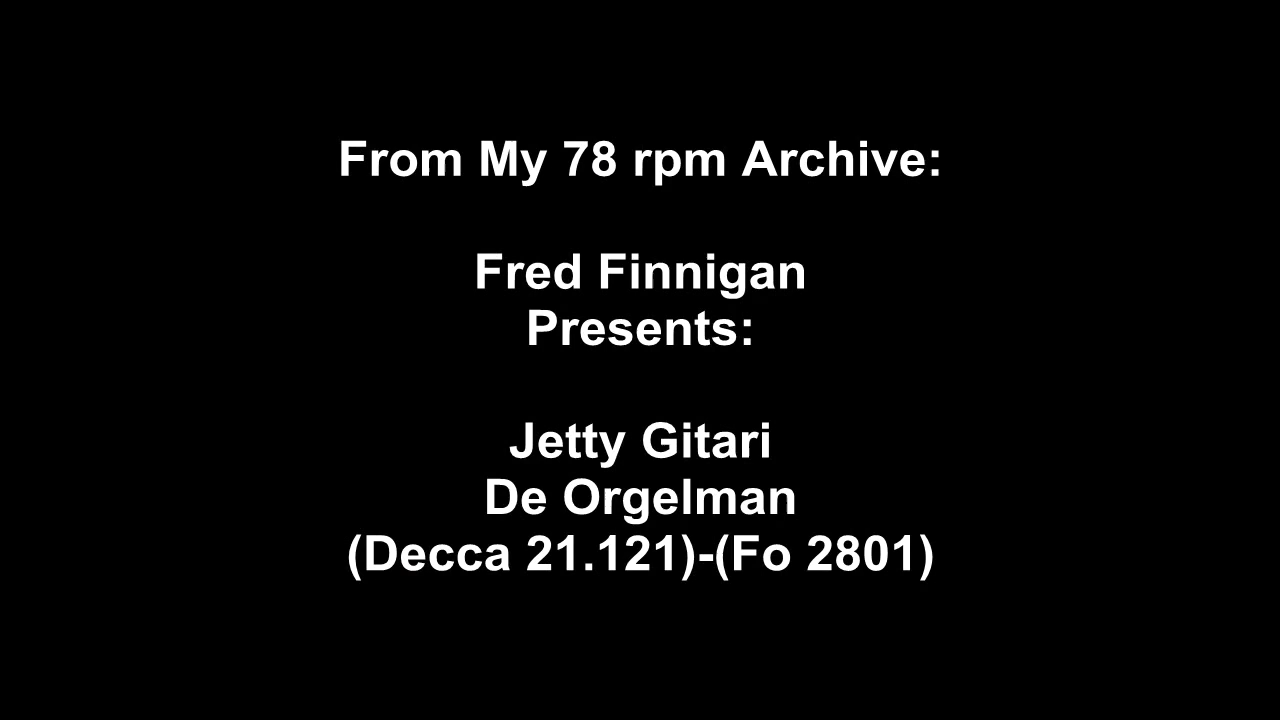 From My 78 rpm Archive:
Fred Finnigan
Presents:
Jetty Gitari
De Orgelman
(Decca 21.121)-(Fo 2801)